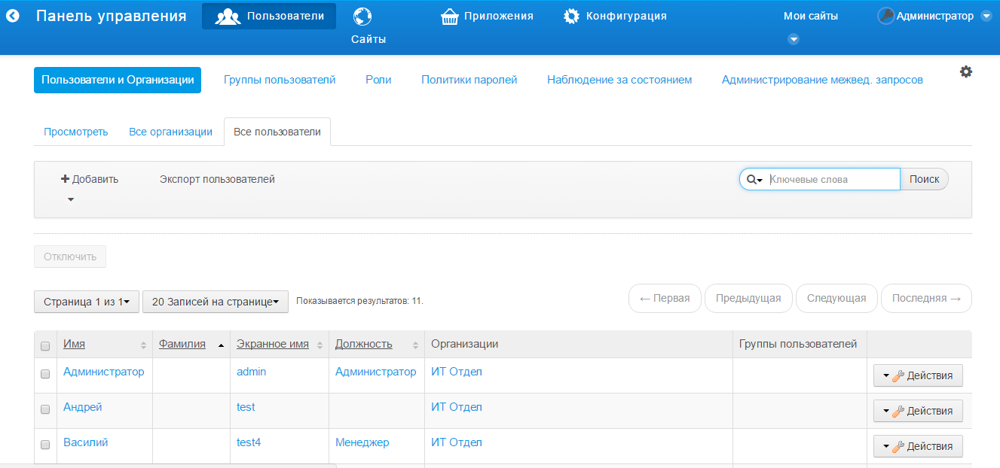 Панель управления Пользователи Приложения Конфигурация Мои сайты Администратор
Сайты
Пользователи и Организации Группы пользователй Роли Политики паролей Наблюдение за состоянием Администрирование межвед. запросов
Просмотреть Все организации Все пользователи
Добавить Экспорт пользователей Ключевые слова Поиск
Отключить
Страница 1 из 1 20 Записей на странице Показывается результатов: 11. ← Первая Предыдущая Следующая Последняя →
Имя Фамилия Экранное имя Должность Организации Группы пользователей
Администратор admin Администратор ИТ Отдел Действия
Андрей test ИТ Отдел Действия
Василий test4 Менеджер ИТ Отдел Действия